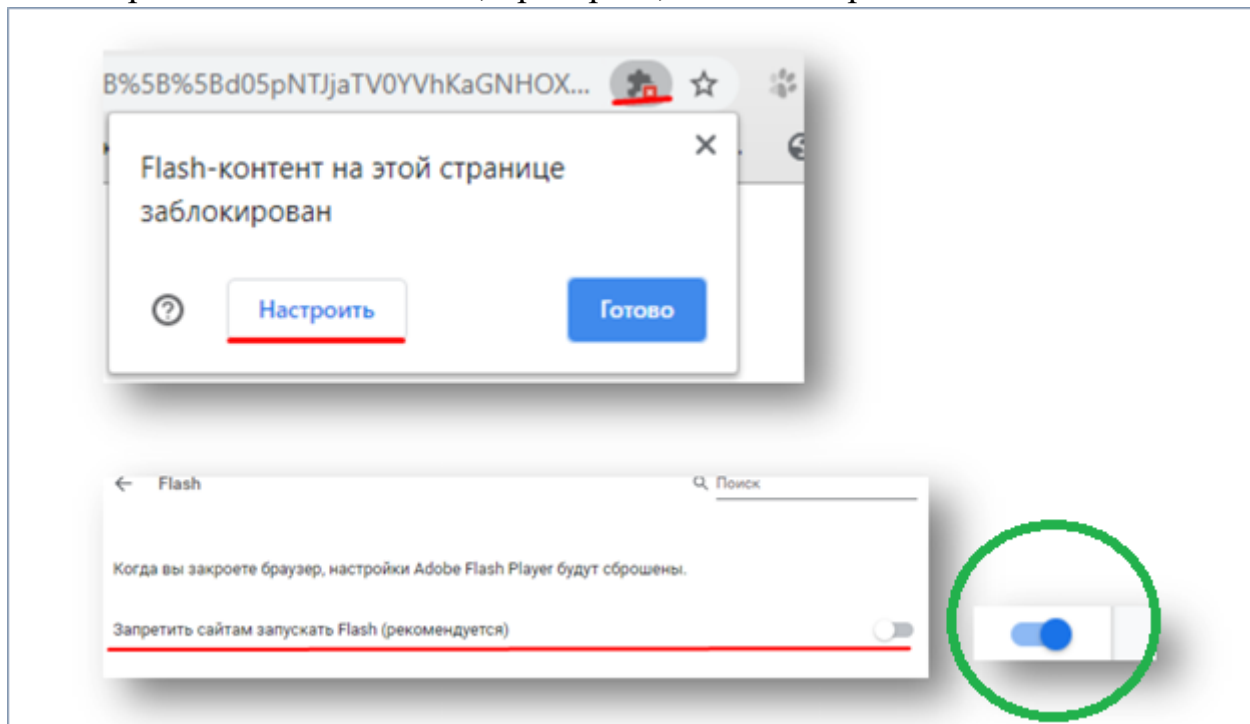 B%5B%5Bd05pNTJjaTV0YVhKaGNHOX...
Flash-контент на этой странице
заблокирован
Настроить
Готово
Flash
Поиск
Когда вы закроете браузер, настройки Adobe Flash Player будут сброшены.
Запретить сайтам запускать Flash (рекомендуется)